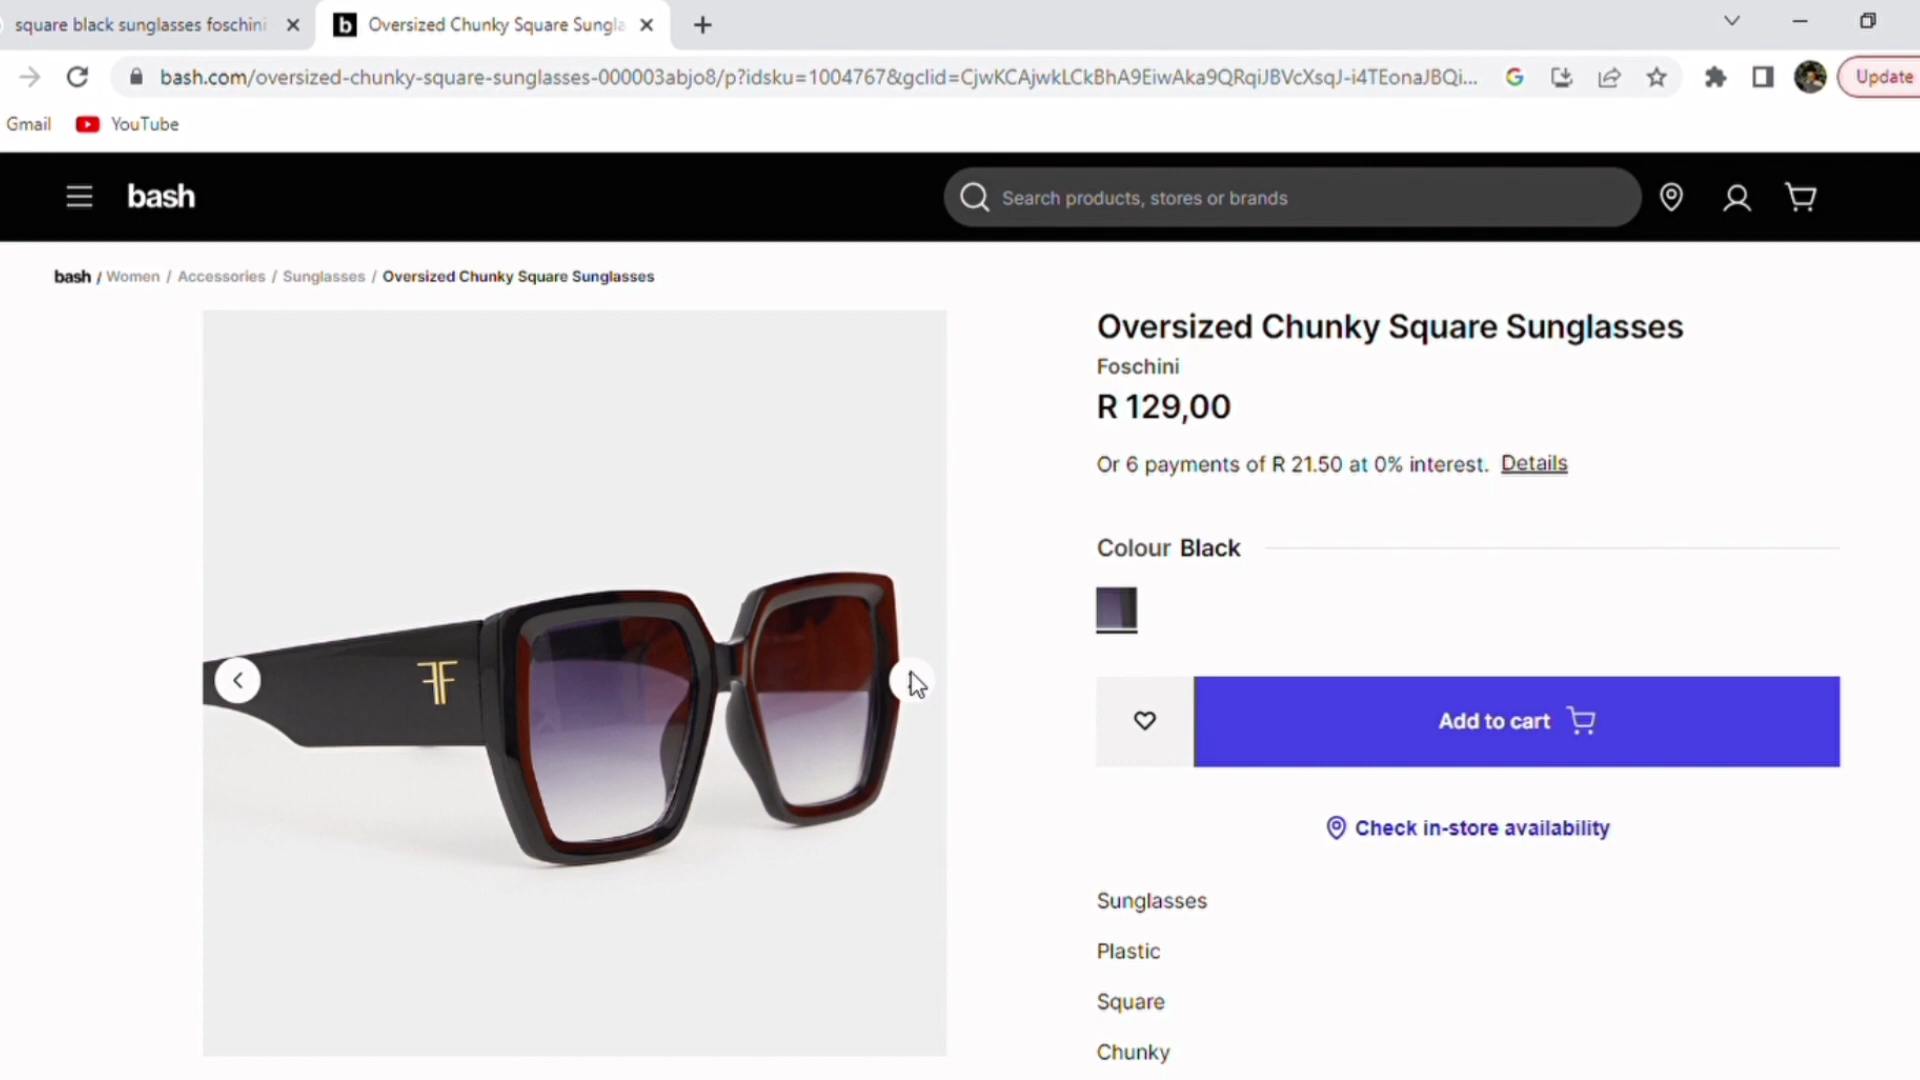 square black sunglasses foschini
b Oversized Chunky Square Sungla
bash.com/oversized-chunky-square-sunglasses-000003abjo8/p?idsku=1004767&gclid=CjwKCAjwkLCkBhA9EiwAka9QRqiJBVcXsqJ-i4TEonaJBQi...
G
Update
Gmail YouTube
bash
Search products, stores or brands
bash / Women / Accessories / Sunglasses / Oversized Chunky Square Sunglasses
Oversized Chunky Square Sunglasses
Foschini
R 129,00
Or 6 payments of R 21.50 at 0% interest. Details
Colour Black
FF
Add to cart
Check in-store availability
Sunglasses
Plastic
Square
Chunky